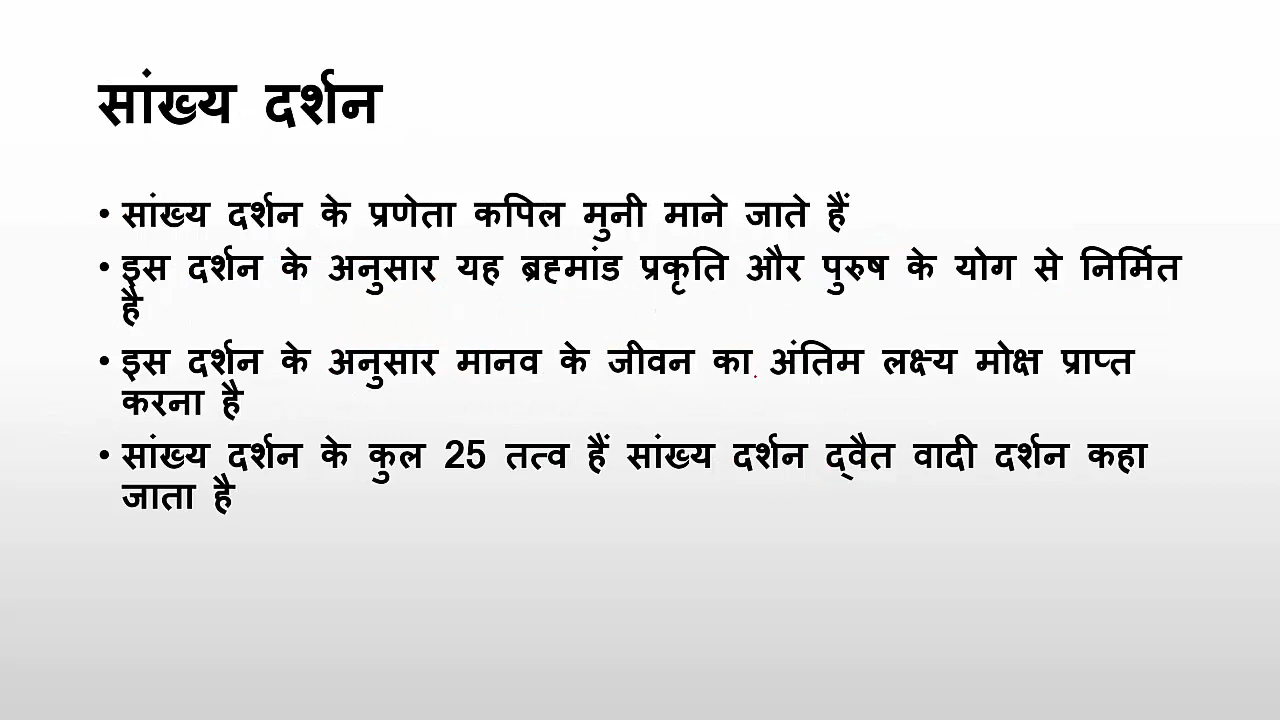 सांख्य दर्शन
• सांख्य दर्शन के प्रणेता कपिल मुनी माने जाते हैं
• इस दर्शन के अनुसार यह ब्रह्मांड प्रकृति और पुरुष के योग से निर्मित
है
• इस दर्शन के अनुसार मानव के जीवन का अंतिम लक्ष्य मोक्ष प्राप्त
करना है
• सांख्य दर्शन के कुल 25 तत्व हैं सांख्य दर्शन द्वैत वादी दर्शन कहा
जाता है